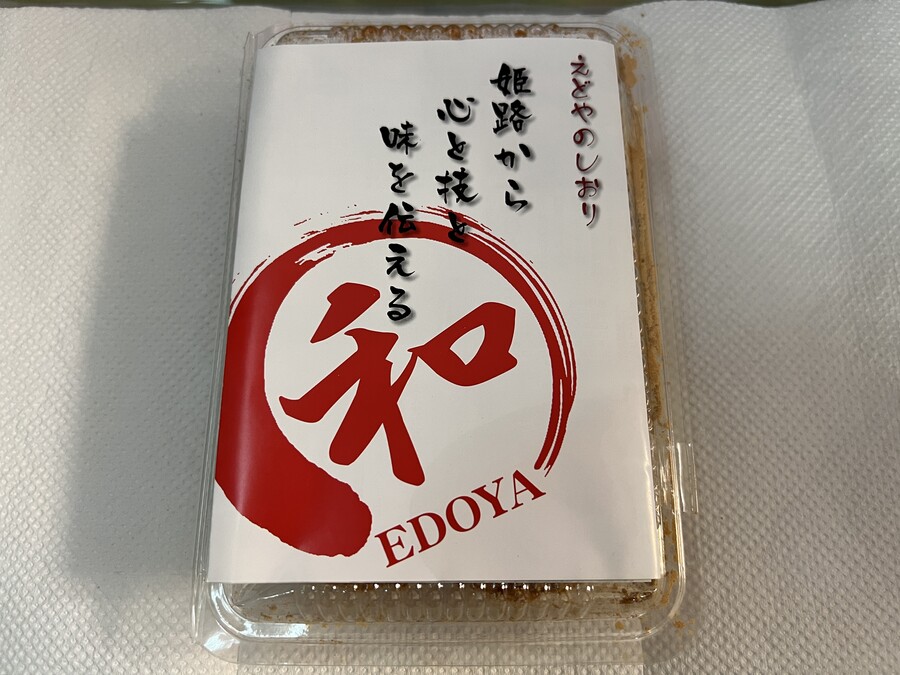 えどやのしおり
姫路から
心と技と
味を伝える
和
EDOYA